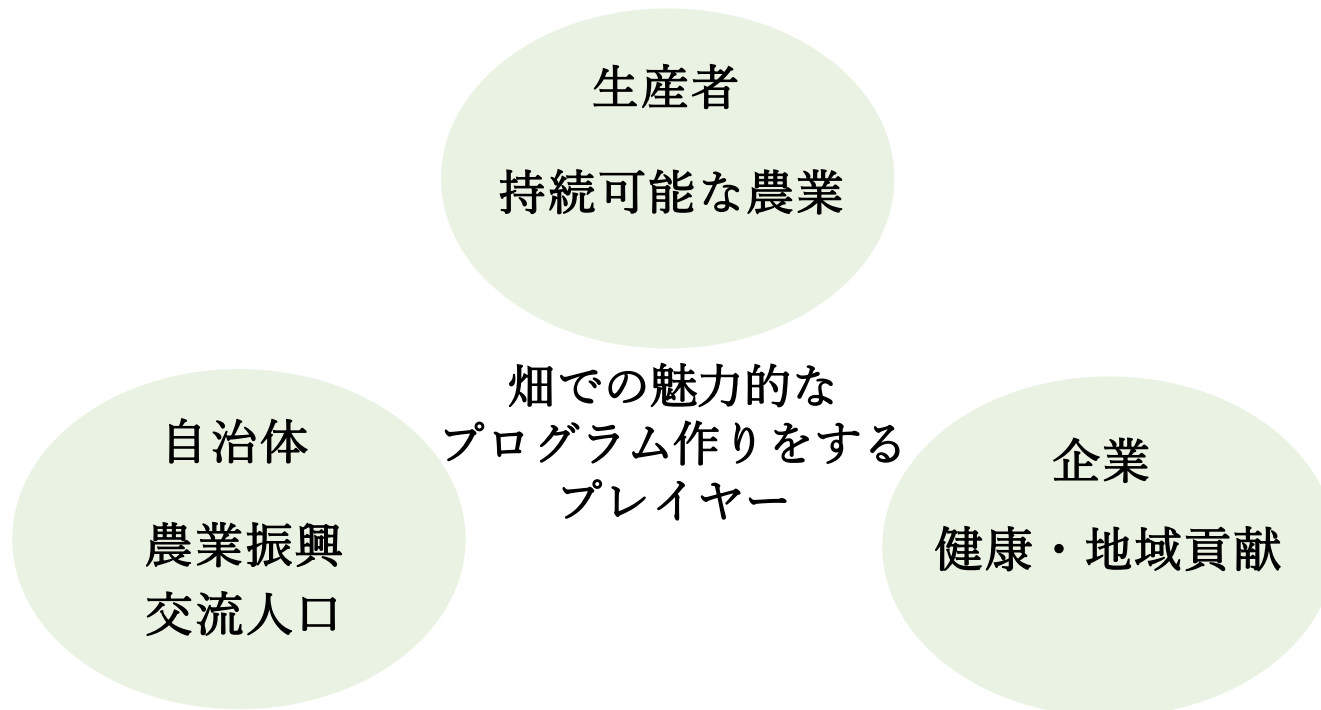 生産者
持続可能な農業
畑での魅力的な
プログラム作りをする
プレイヤー
自治体
農業振興
交流人口
企業
健康・地域貢献